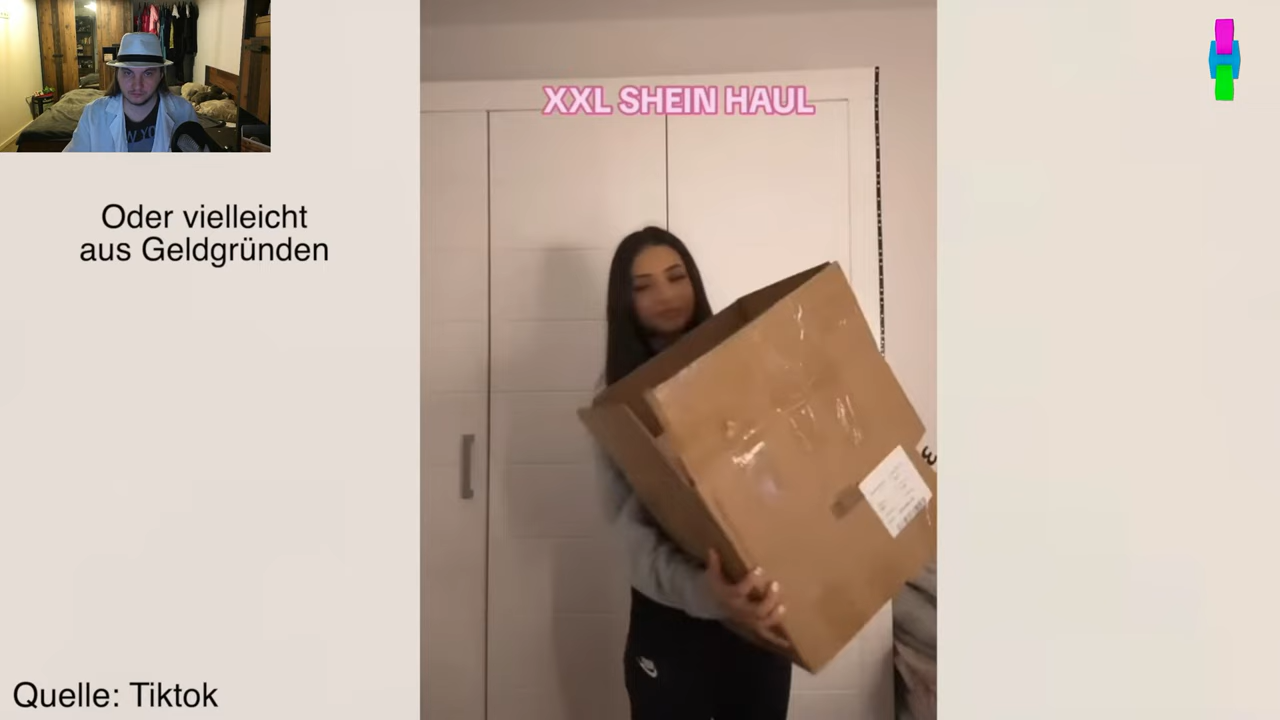 XXL SHEIN HAUL
Oder vielleicht
aus Geldgründen
Quelle: Tiktok